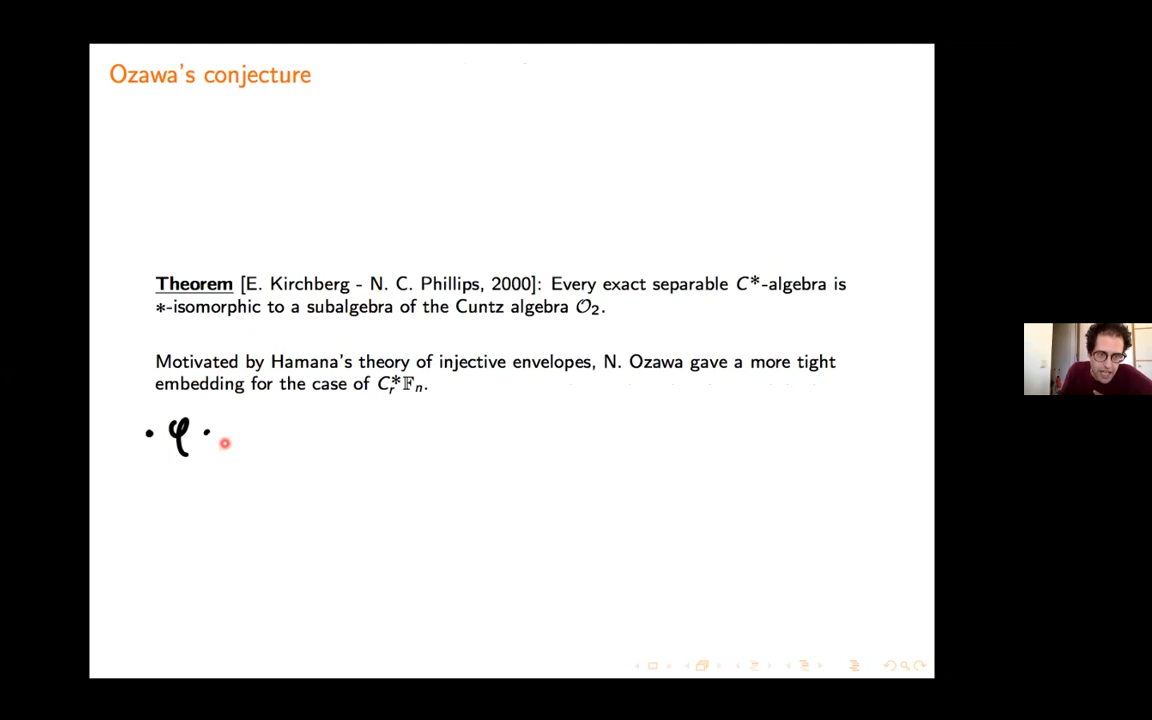 Ozawa's conjecture
Theorem [E. Kirchberg - N. C. Phillips, 2000]: Every exact separable C*-algebra is
*-isomorphic to a subalgebra of the Cuntz algebra 𝒪₂.
Motivated by Hamana's theory of injective envelopes, N. Ozawa gave a more tight
embedding for the case of C*ᵣ𝔽ₙ.
· φ ·